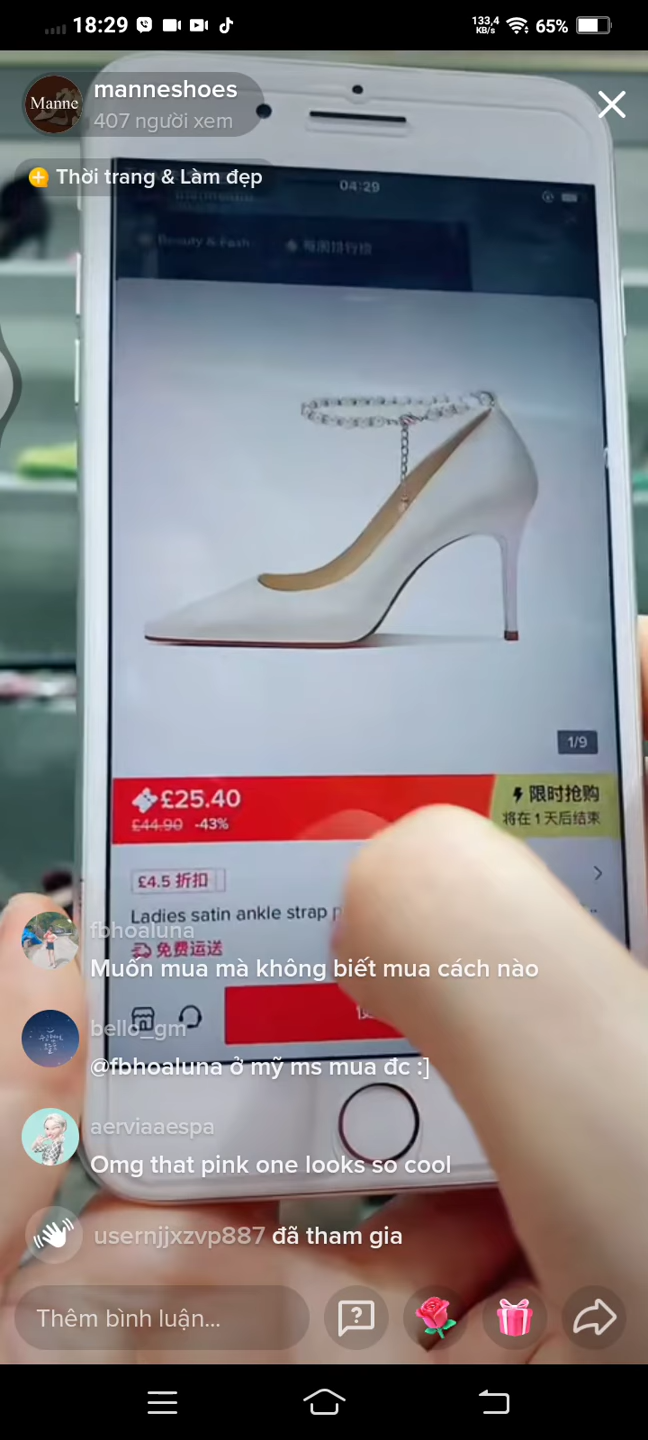 18:29
133,4
KB/s
65%
Manne
manneshoes
407 người xem
Thời trang & Làm đẹp
04:29
Beauty & Fash
1/9
£25.40
£44.90 -43%
限时抢购
将在 1 天后结束
£4.5 折扣
Ladies satin ankle strap
免费运送
fbhoaluna
Muốn mua mà không biết mua cách nào
bello_gm
@fbhoaluna ở mỹ ms mua đc :]
aerviaaespa
Omg that pink one looks so cool
usernjjxzvp887 đã tham gia
Thêm bình luận...